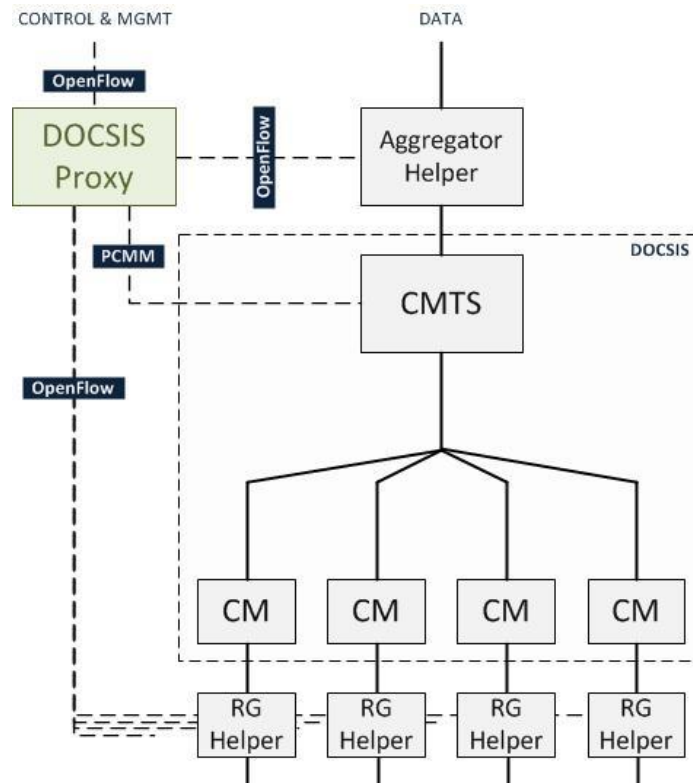 CONTROL & MGMT
DATA
OpenFlow
DOCSIS
Proxy
OpenFlow
Aggregator
Helper
PCMM
DOCSIS
CMTS
OpenFlow
CM
CM
CM
CM
RG
Helper
RG
Helper
RG
Helper
RG
Helper